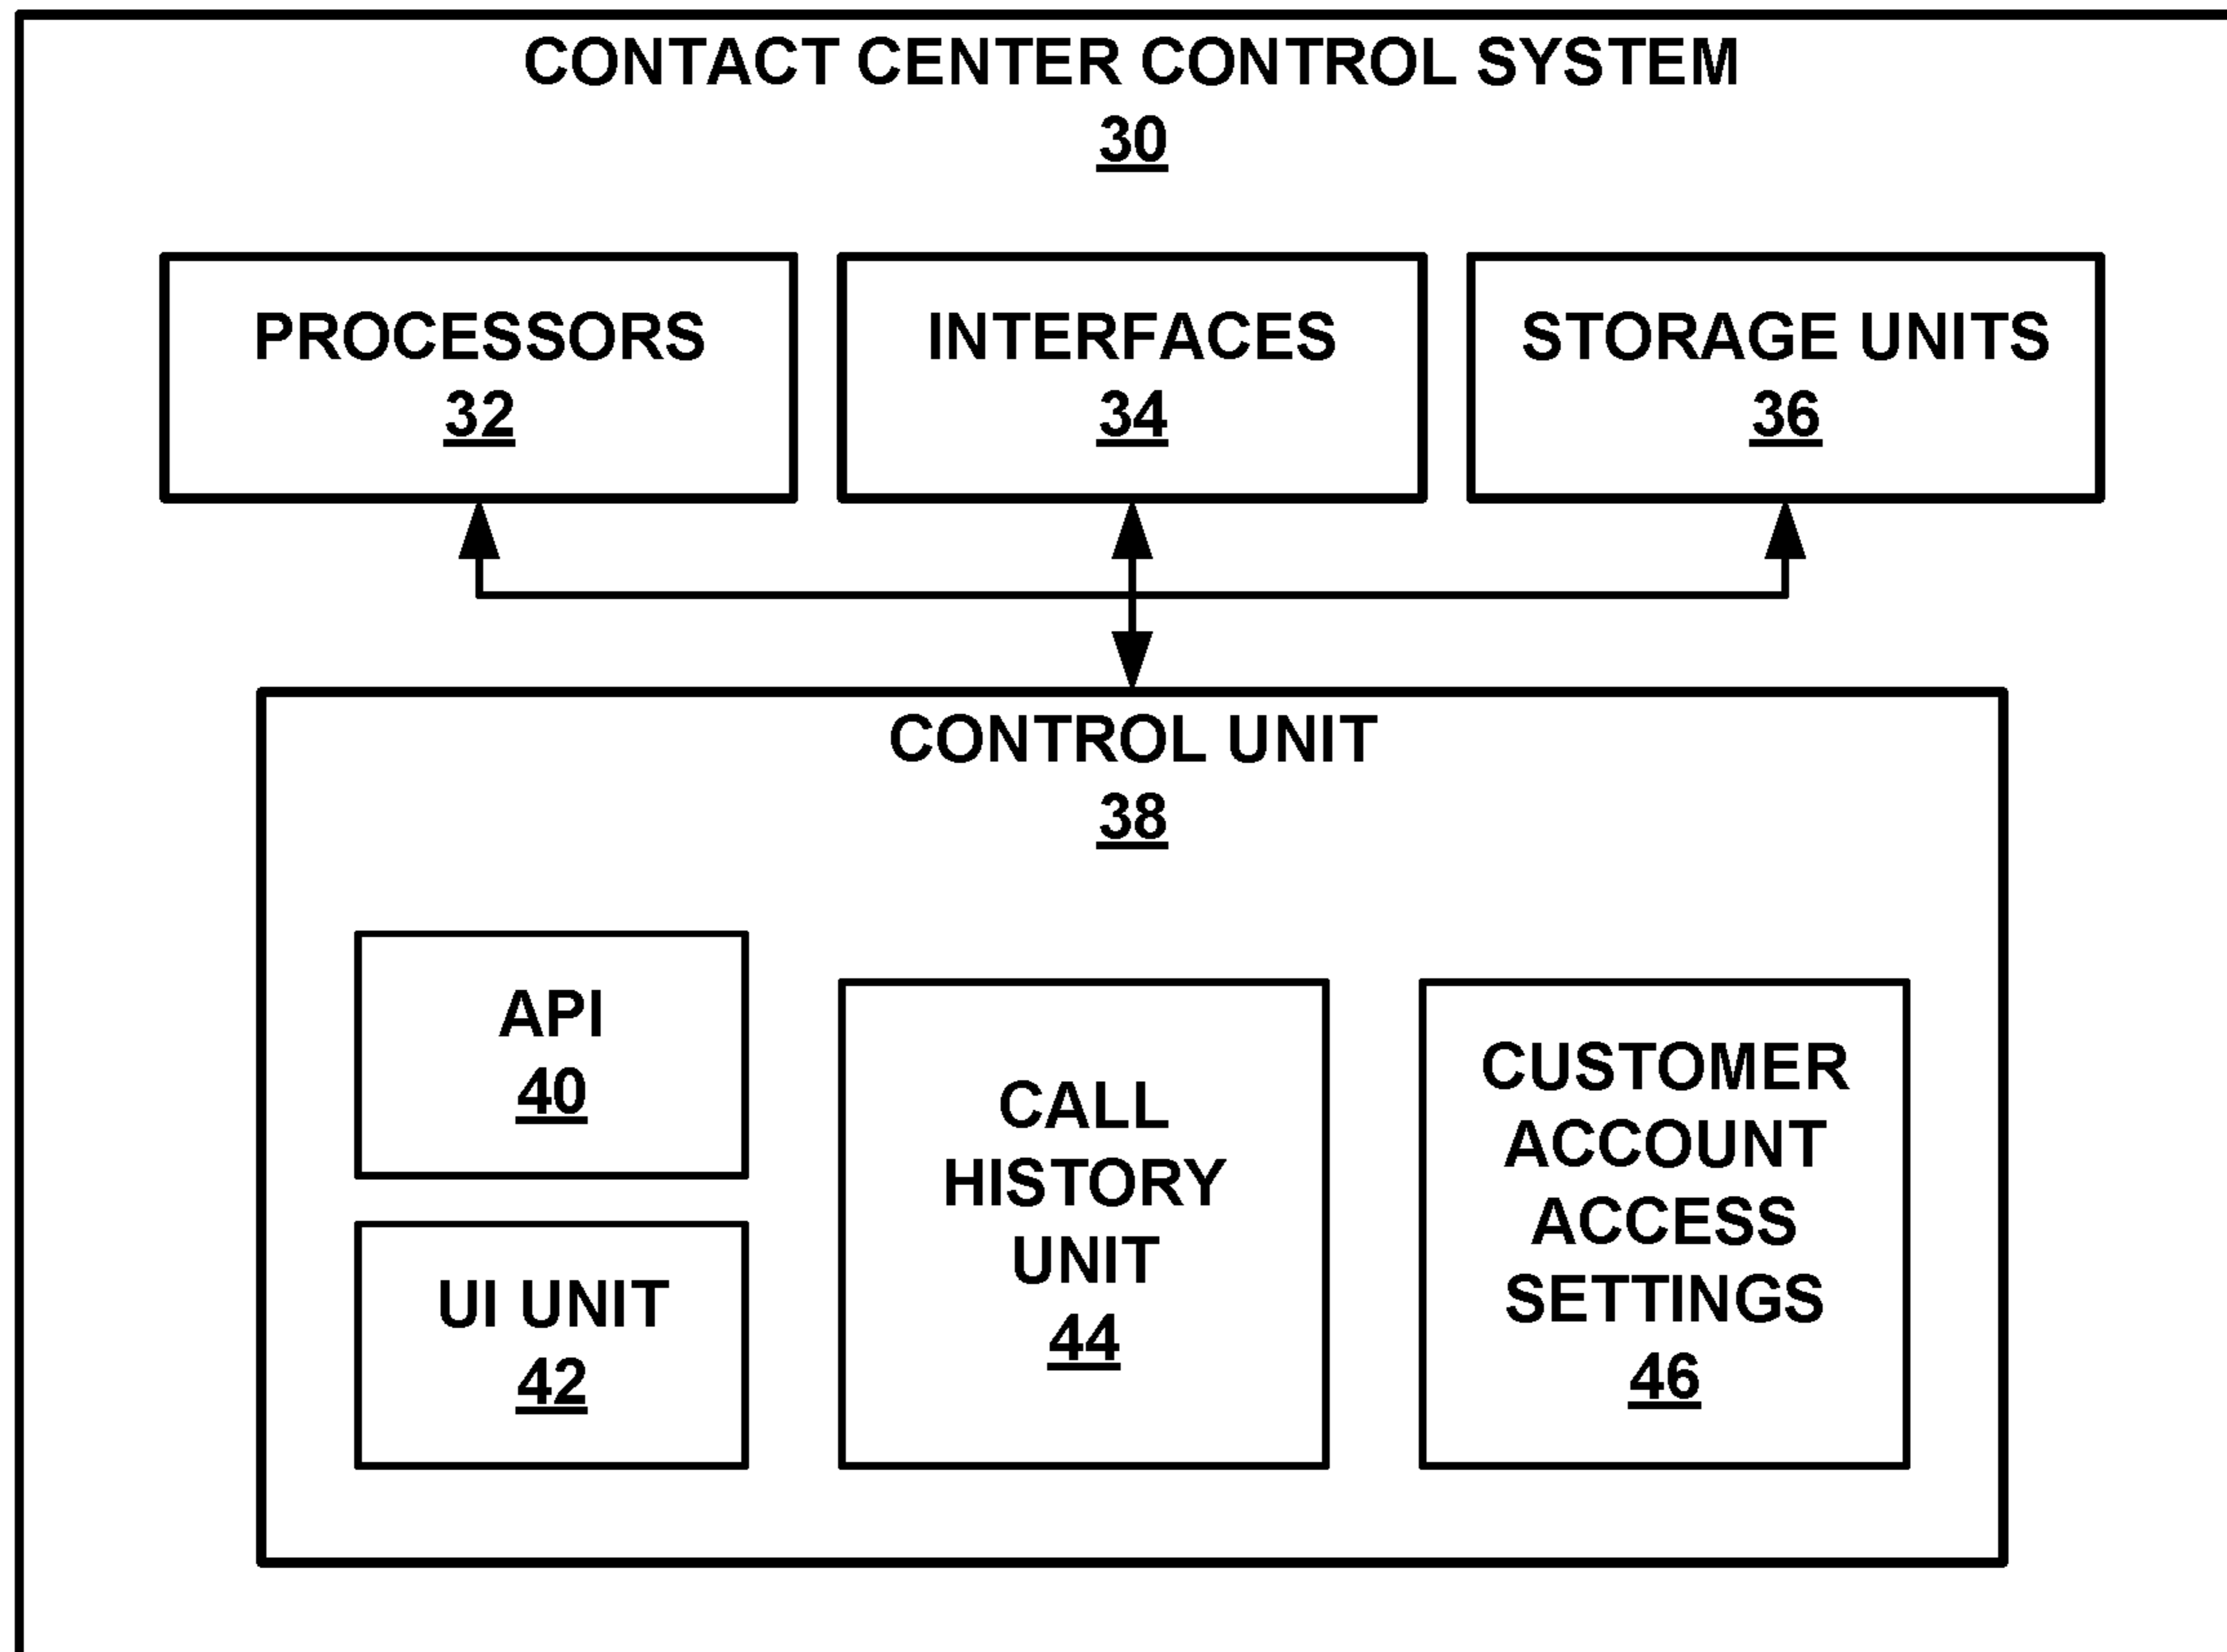 CONTACT CENTER CONTROL SYSTEM
30
PROCESSORS
32
INTERFACES
34
STORAGE UNITS
36
CONTROL UNIT
38
API
40
UI UNIT
42
CALL
HISTORY
UNIT
44
CUSTOMER
ACCOUNT
ACCESS
SETTINGS
46